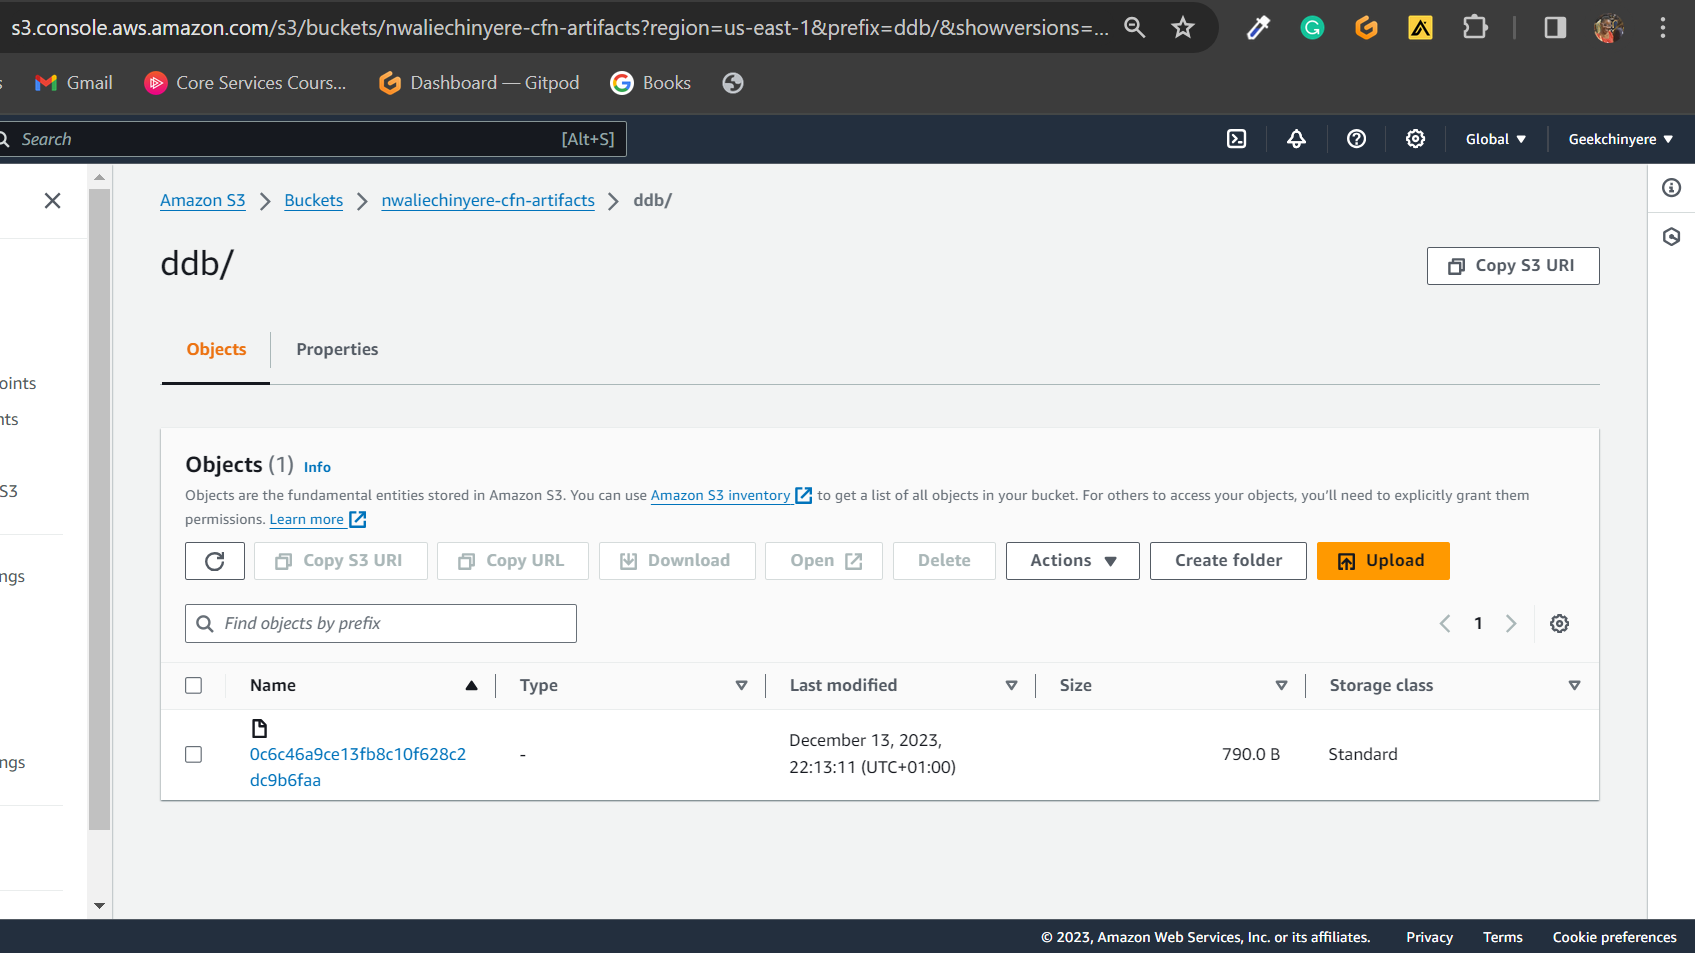 s3.console.aws.amazon.com/s3/buckets/nwaliechinyere-cfn-artifacts?region=us-east-1&prefix=ddb/&showversions=...
s Gmail Core Services Cours... Dashboard — Gitpod Books
Search [Alt+S] Global Geekchinyere
Amazon S3 Buckets nwaliechinyere-cfn-artifacts ddb/
ddb/
Copy S3 URI
Objects Properties
oints
nts
S3
ngs
ngs
Objects (1) Info
Objects are the fundamental entities stored in Amazon S3. You can use Amazon S3 inventory to get a list of all objects in your bucket. For others to access your objects, you'll need to explicitly grant them
permissions. Learn more
Copy S3 URI Copy URL Download Open Delete Actions Create folder Upload
Find objects by prefix 1
Name Type Last modified Size Storage class
0c6c46a9ce13fb8c10f628c2
dc9b6faa
-
December 13, 2023,
22:13:11 (UTC+01:00)
790.0 B
Standard
© 2023, Amazon Web Services, Inc. or its affiliates. Privacy Terms Cookie preferences